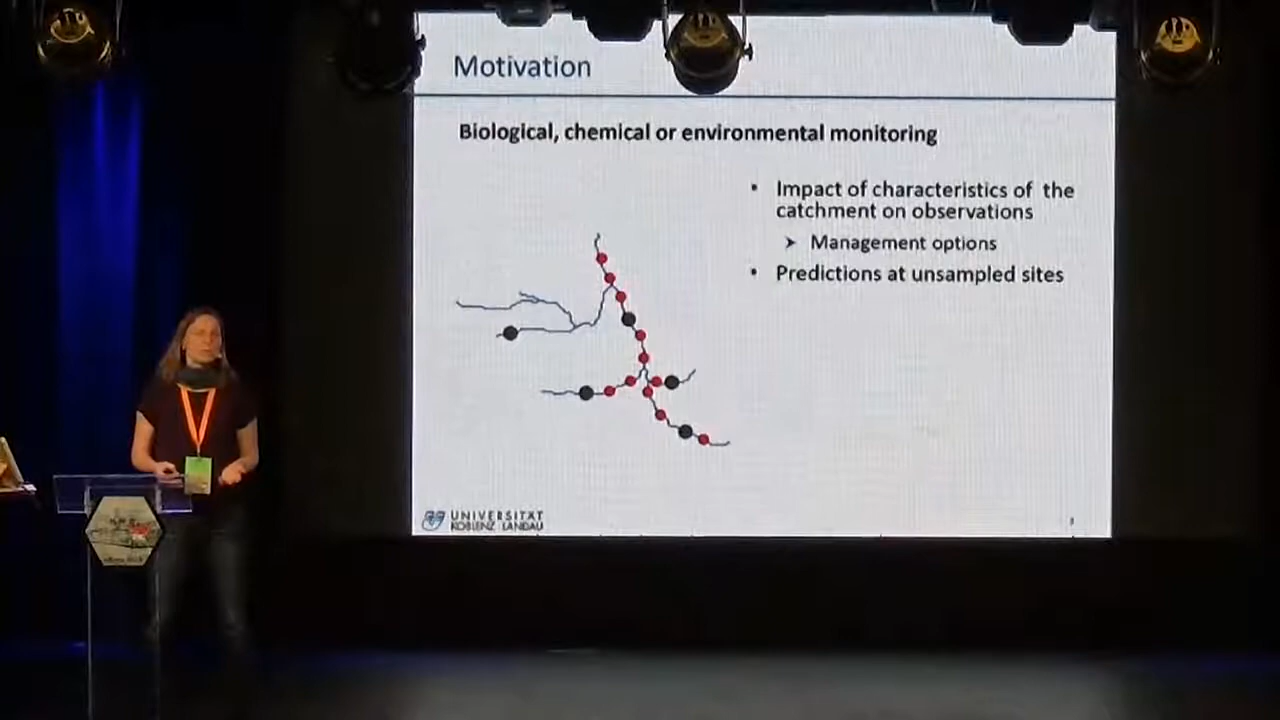 Motivation
Biological, chemical or environmental monitoring
• Impact of characteristics of the
catchment on observations
➤ Management options
• Predictions at unsampled sites
UNIVERSITÄT
KOBLENZ LANDAU